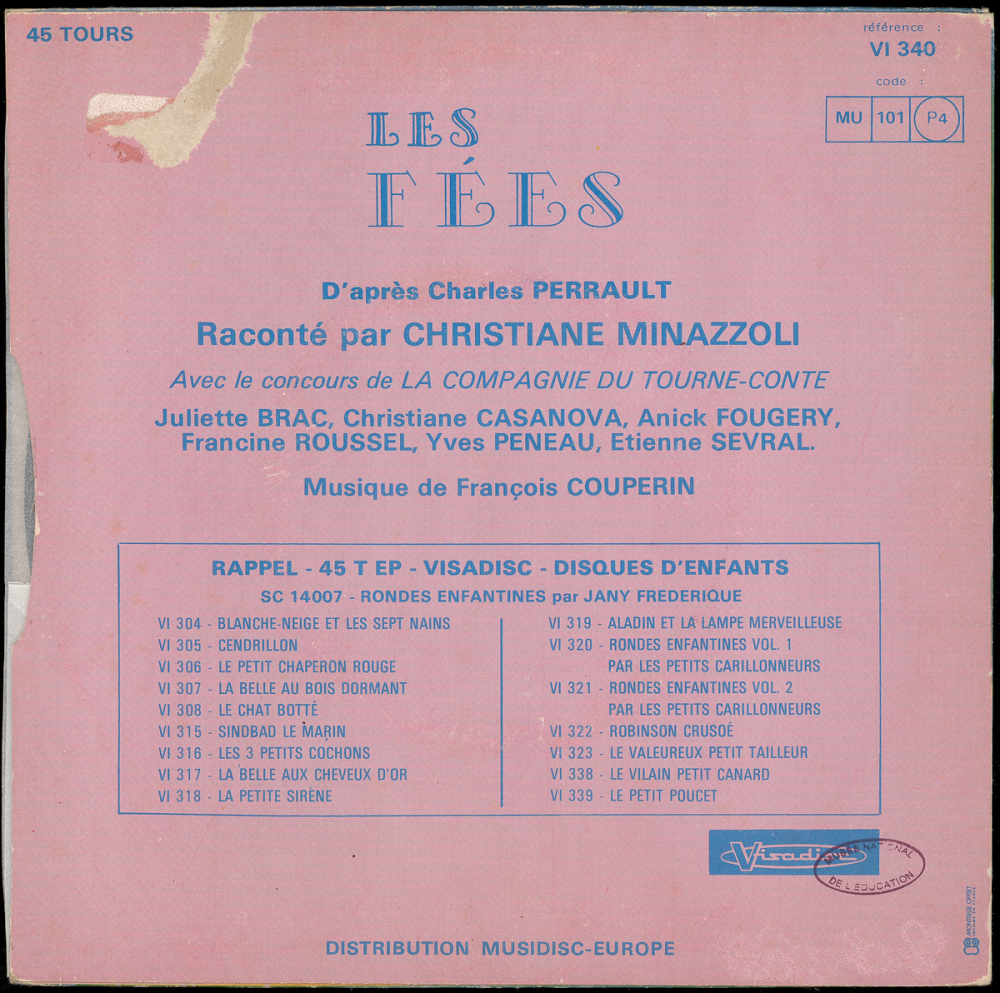 45 TOURS
référence :
VI 340
code :
MU 101 P4
LES
FÉES
D'après Charles PERRAULT
Raconté par CHRISTIANE MINAZZOLI
Avec le concours de LA COMPAGNIE DU TOURNE-CONTE
Juliette BRAC, Christiane CASANOVA, Anick FOUGERY,
Francine ROUSSEL, Yves PENEAU, Etienne SEVRAL.
Musique de François COUPERIN
RAPPEL - 45 T EP - VISADISC - DISQUES D'ENFANTS
SC 14007 - RONDES ENFANTINES par JANY FREDERIQUE
VI 304 - BLANCHE-NEIGE ET LES SEPT NAINS
VI 305 - CENDRILLON
VI 306 - LE PETIT CHAPERON ROUGE
VI 307 - LA BELLE AU BOIS DORMANT
VI 308 - LE CHAT BOTTÉ
VI 315 - SINDBAD LE MARIN
VI 316 - LES 3 PETITS COCHONS
VI 317 - LA BELLE AUX CHEVEUX D'OR
VI 318 - LA PETITE SIRÈNE
VI 319 - ALADIN ET LA LAMPE MERVEILLEUSE
VI 320 - RONDES ENFANTINES VOL. 1
PAR LES PETITS CARILLONNEURS
VI 321 - RONDES ENFANTINES VOL. 2
PAR LES PETITS CARILLONNEURS
VI 322 - ROBINSON CRUSOÉ
VI 323 - LE VALEUREUX PETIT TAILLEUR
VI 338 - LE VILAIN PETIT CANARD
VI 339 - LE PETIT POUCET
Visadisc
MUSÉE NATIONAL
DE L'EDUCATION
DISTRIBUTION MUSIDISC-EUROPE
MONTREUIL OFFSET
IMPRIMÉ EN FRANCE